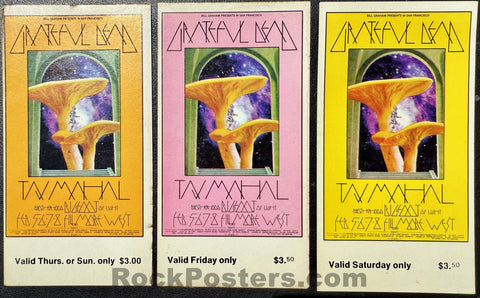 BILL GRAHAM PRESENTS IN SAN FRANCISCO
GRATEFUL DEAD
TAJ MAHAL
BIGFOOT
FEB 5 6 7 8 FILLMORE WEST
Valid Thurs. or Sun. only $3.00
BILL GRAHAM PRESENTS IN SAN FRANCISCO
GRATEFUL DEAD
TAJ MAHAL
BIGFOOT
FEB 5 6 7 8 FILLMORE WEST
Valid Friday only $3.50
BILL GRAHAM PRESENTS IN SAN FRANCISCO
GRATEFUL DEAD
TAJ MAHAL
BIGFOOT
FEB 5 6 7 8 FILLMORE WEST
Valid Saturday only $3.50
RockPosters.com